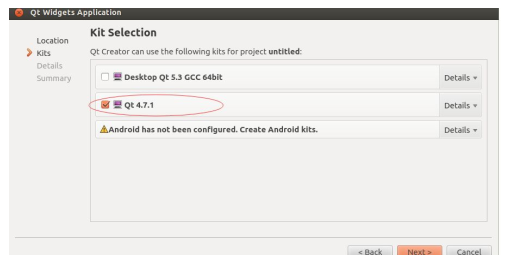 Qt Widgets Application
Location
Kits
Details
Summary
Kit Selection
Qt Creator can use the following kits for project untitled:
Desktop Qt 5.3 GCC 64bit Details
Qt 4.7.1 Details
Android has not been configured. Create Android kits. Details
< Back Next > Cancel